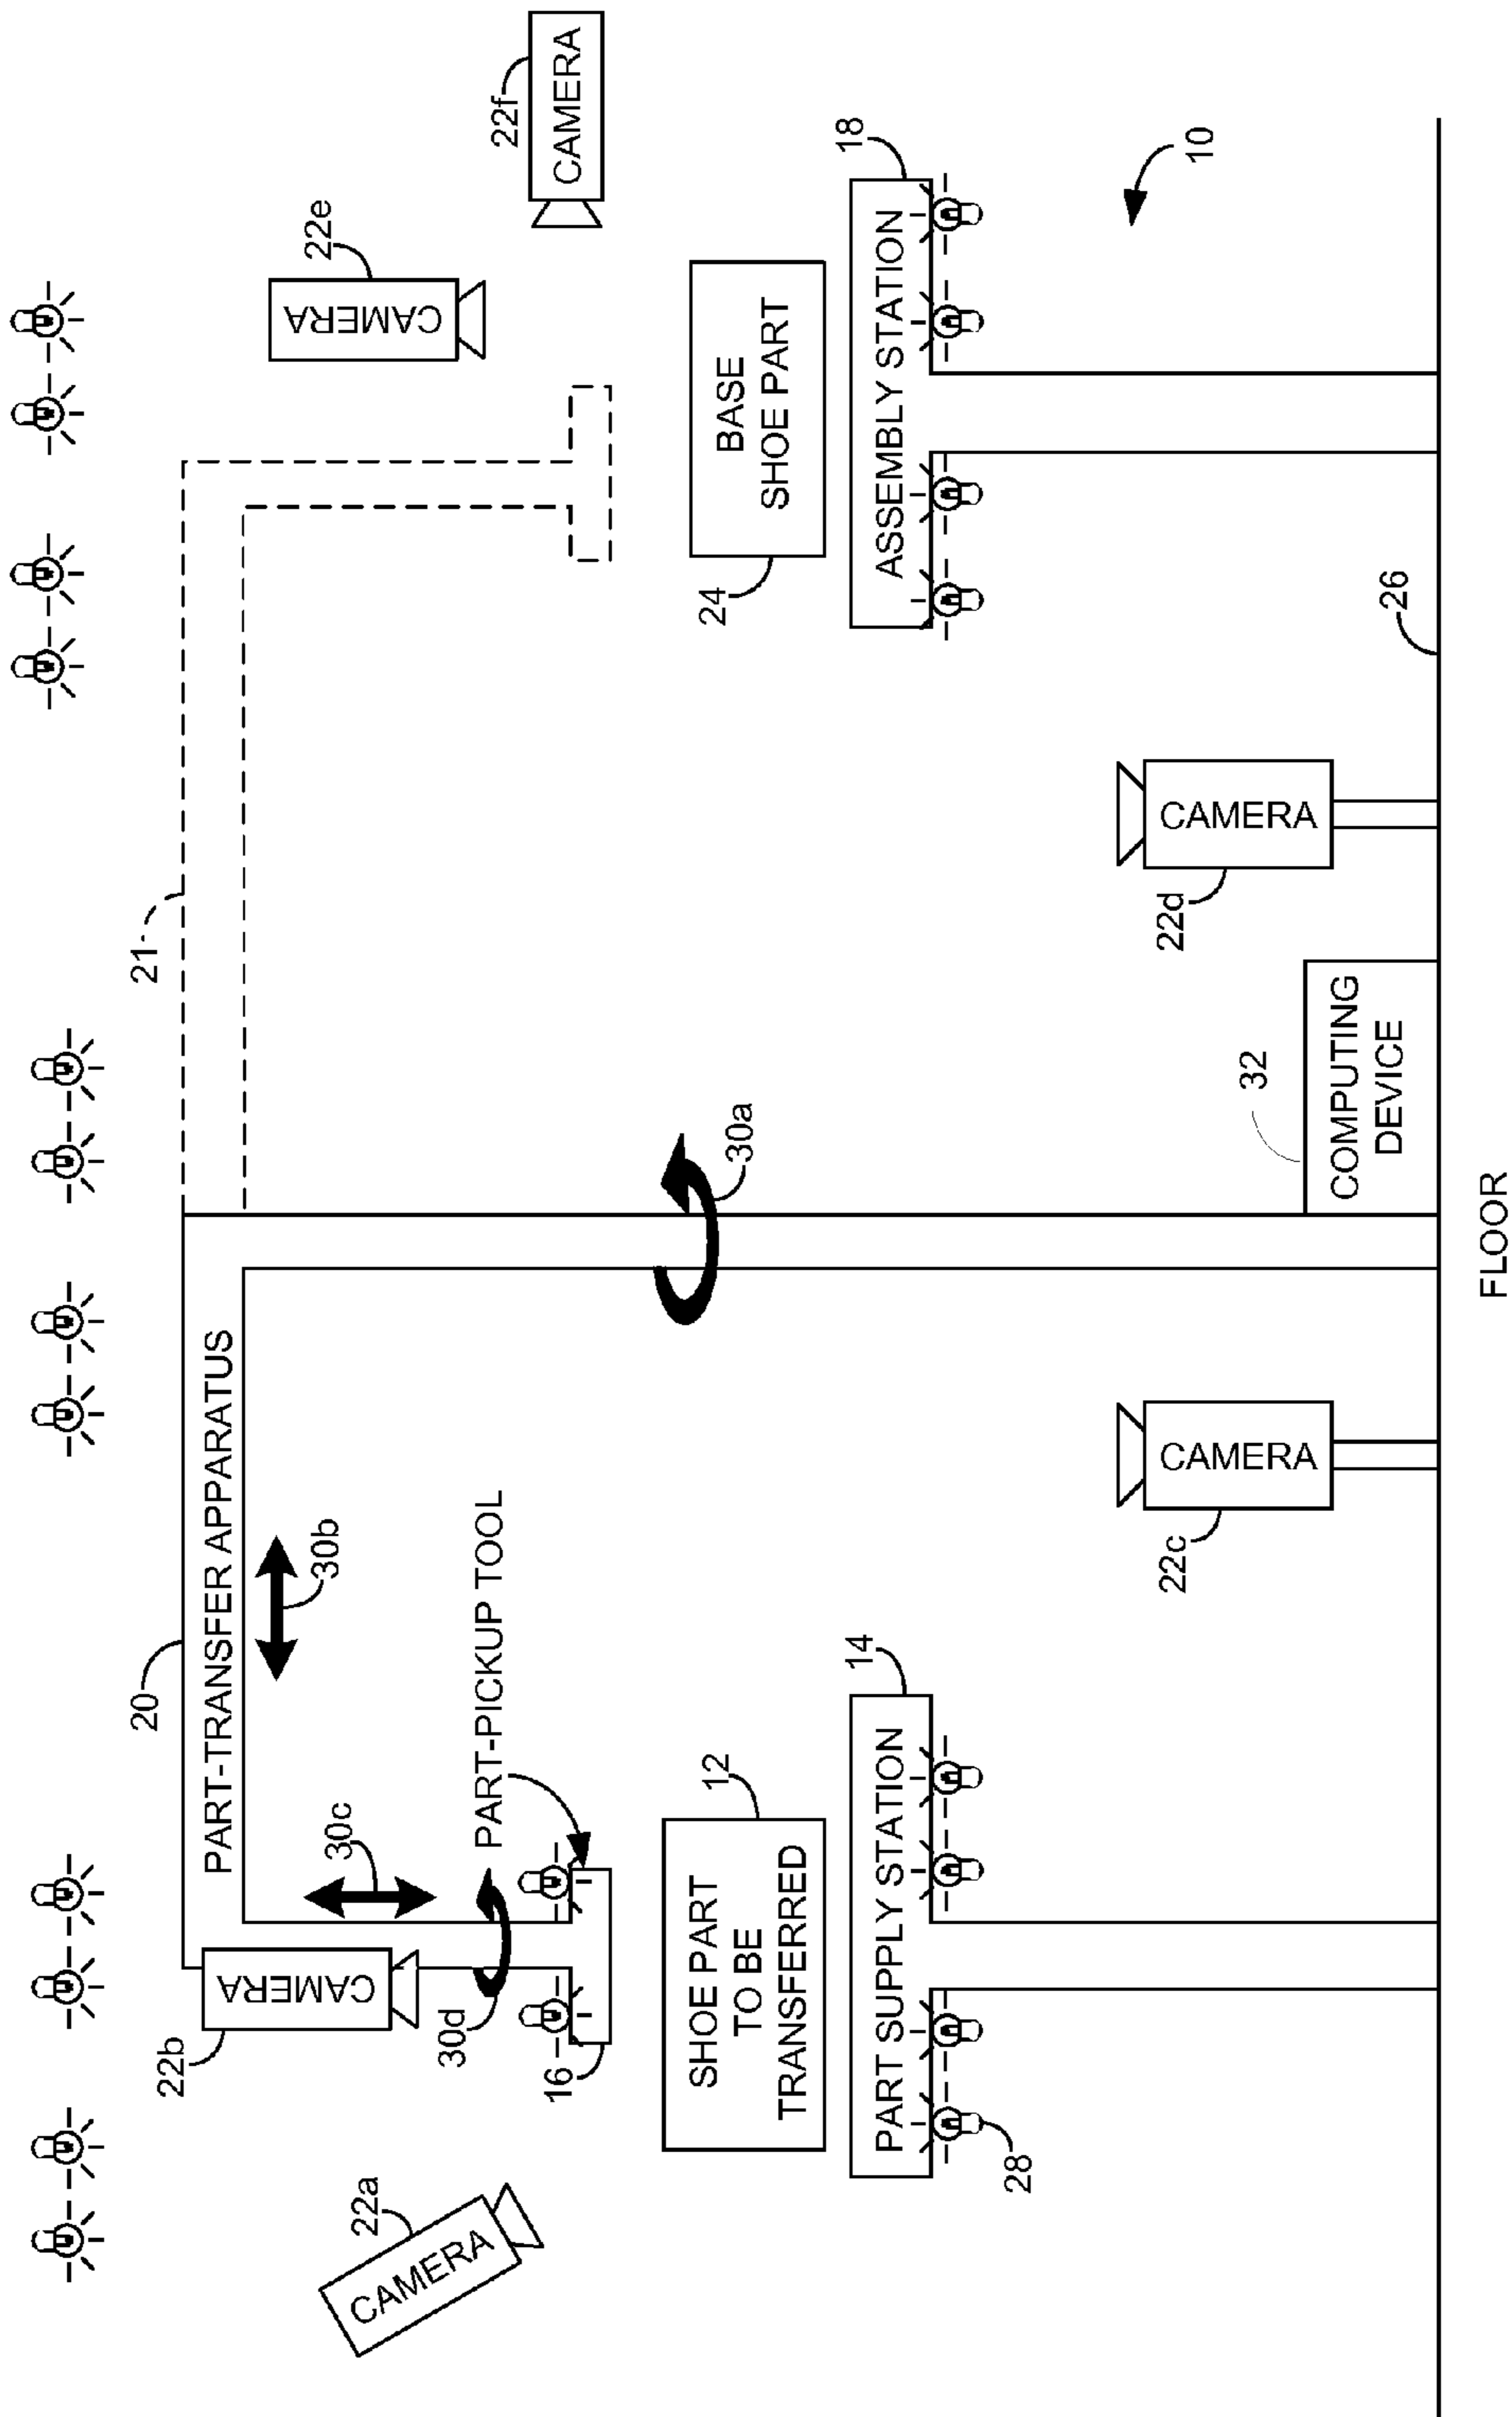 20
21
PART-TRANSFER APPARATUS
22b
CAMERA
30b
30c
22a
CAMERA
30d
PART-PICKUP TOOL
16
22e
CAMERA
22f
CAMERA
30a
12
SHOE PART
TO BE
TRANSFERRED
24
BASE
SHOE PART
14
PART SUPPLY STATION
18
ASSEMBLY STATION
28
10
22c
CAMERA
22d
CAMERA
32
COMPUTING
DEVICE
26
FLOOR